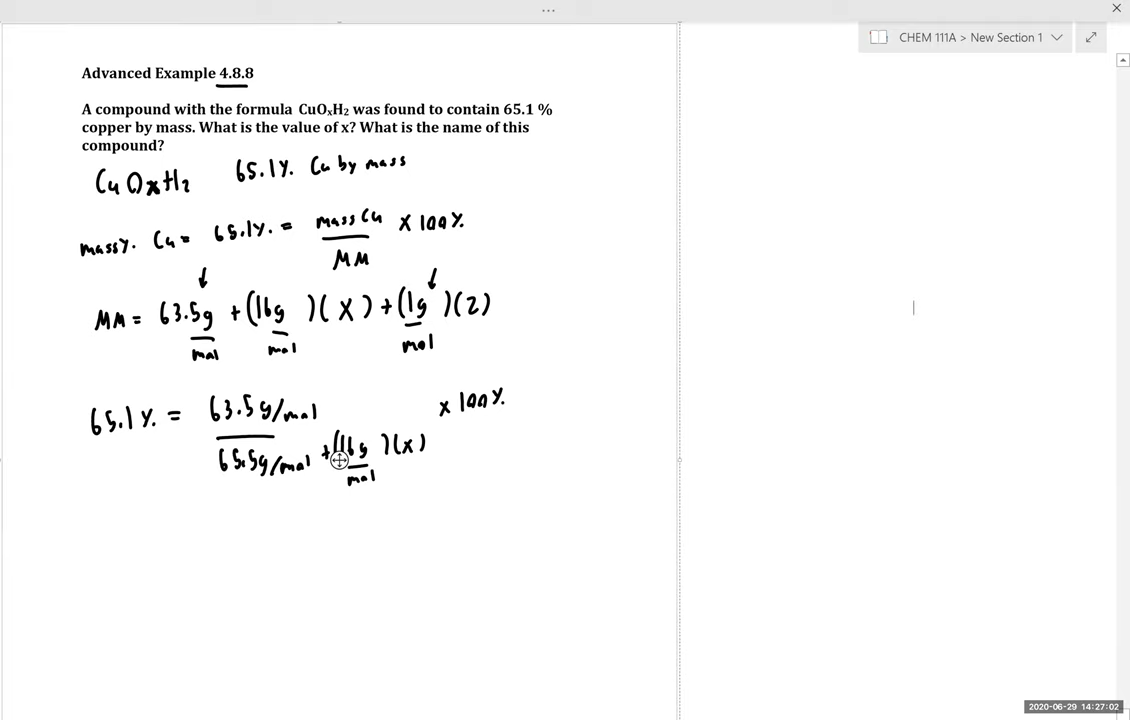 CHEM 111A > New Section 1
Advanced Example 4.8.8
A compound with the formula CuOₓH₂ was found to contain 65.1 %
copper by mass. What is the value of x? What is the name of this
compound?
CuOxH2 65.1%. Cu by mass
mass%. Cu = 65.1%. = mass Cu / MM x 100%.
MM = 63.5g/mol + (16g/mol)(x) + (1g/mol)(2)
65.1%. = 63.5g/mol / 65.5g/mol + (16g/mol)(x) x 100%.
2020-06-29 14:27:02